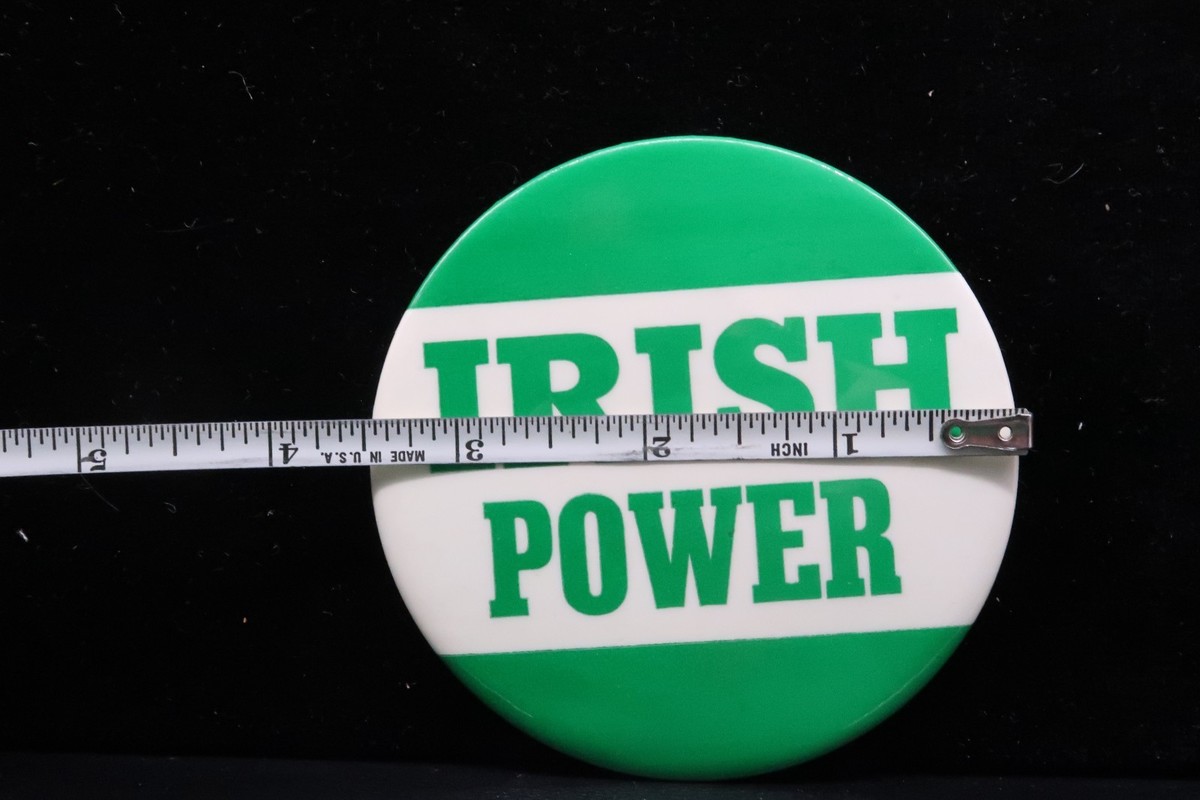 IRISH
5 4 MADE IN U.S.A. 3 2 INCH 1
POWER